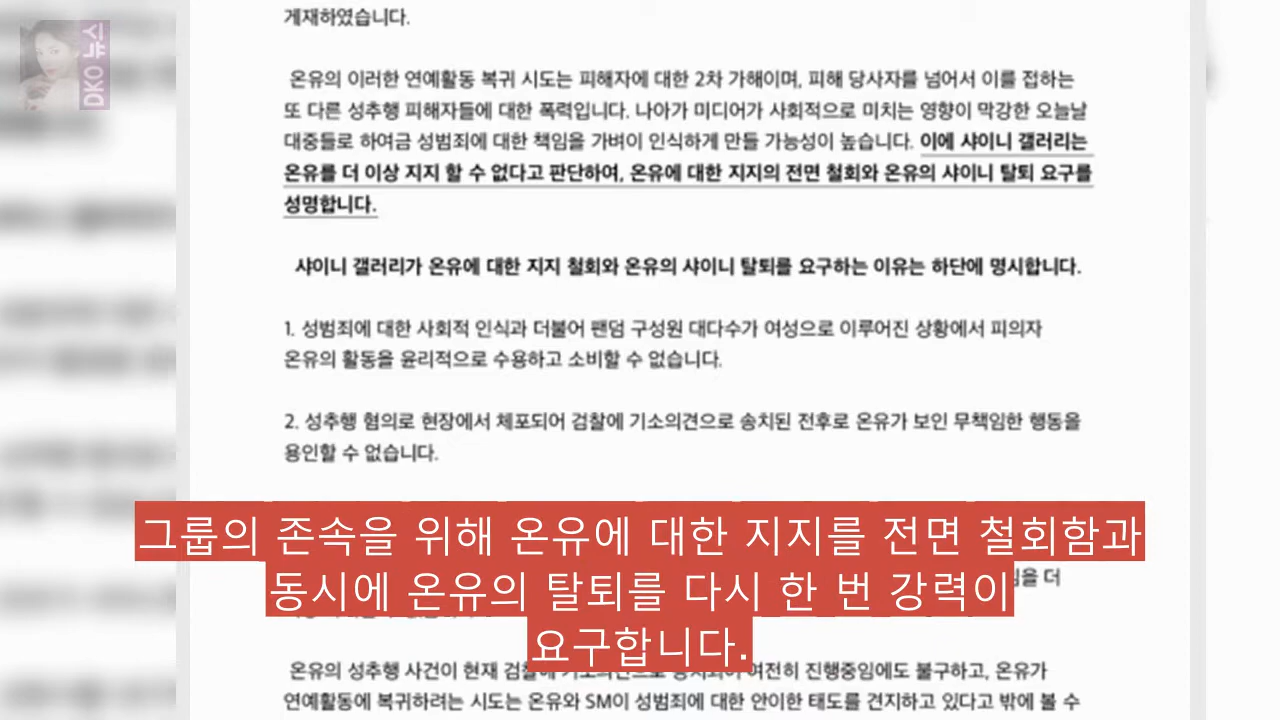 DKO 뉴스
게재하였습니다.
온유의 이러한 연예활동 복귀 시도는 피해자에 대한 2차 가해이며, 피해 당사자를 넘어서 이를 접하는
또 다른 성추행 피해자들에 대한 폭력입니다. 나아가 미디어가 사회적으로 미치는 영향이 막강한 오늘날
대중들로 하여금 성범죄에 대한 책임을 가벼이 인식하게 만들 가능성이 높습니다. 이에 샤이니 갤러리는
온유를 더 이상 지지 할 수 없다고 판단하여, 온유에 대한 지지의 전면 철회와 온유의 샤이니 탈퇴 요구를
성명합니다.
샤이니 갤러리가 온유에 대한 지지 철회와 온유의 샤이니 탈퇴를 요구하는 이유는 하단에 명시합니다.
1. 성범죄에 대한 사회적 인식과 더불어 팬덤 구성원 대다수가 여성으로 이루어진 상황에서 피의자
온유의 활동을 윤리적으로 수용하고 소비할 수 없습니다.
2. 성추행 혐의로 현장에서 체포되어 검찰에 기소의견으로 송치된 전후로 온유가 보인 무책임한 행동을
용인할 수 없습니다.
그룹의 존속을 위해 온유에 대한 지지를 전면 철회함과
동시에 온유의 탈퇴를 다시 한 번 강력이
더
요구합니다.
온유의 성추행 사건이 현재 검찰에 기소의견으로 송치되어 여전히 진행중임에도 불구하고, 온유가
연예활동에 복귀하려는 시도는 온유와 SM이 성범죄에 대한 안이한 태도를 견지하고 있다고 밖에 볼 수